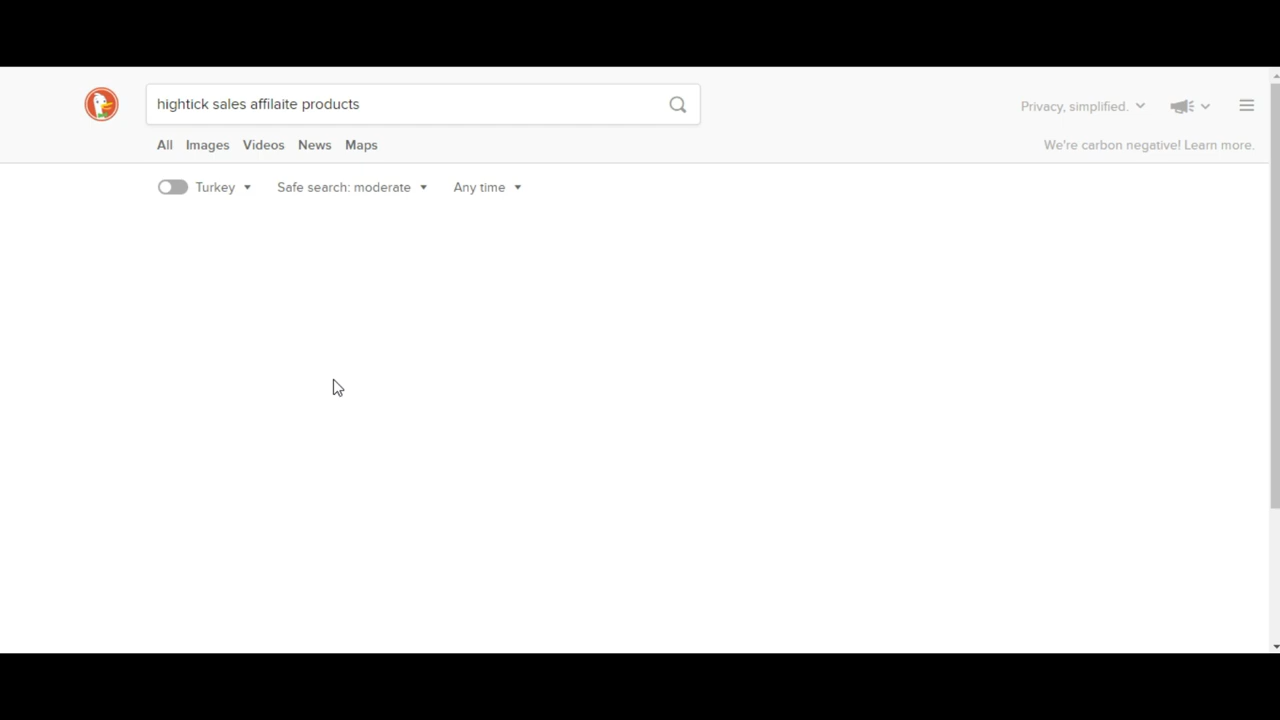 hightick sales affilaite products
Privacy, simplified.
All Images Videos News Maps
We're carbon negative! Learn more.
Turkey Safe search: moderate Any time